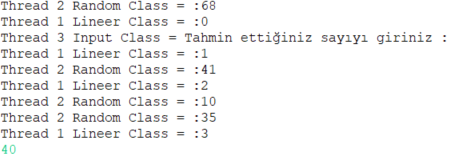 Thread 2 Random Class = :68
Thread 1 Lineer Class = :0
Thread 3 Input Class = Tahmin ettiğiniz sayıyı giriniz :
Thread 1 Lineer Class = :1
Thread 2 Random Class = :41
Thread 1 Lineer Class = :2
Thread 2 Random Class = :10
Thread 2 Random Class = :35
Thread 1 Lineer Class = :3
40